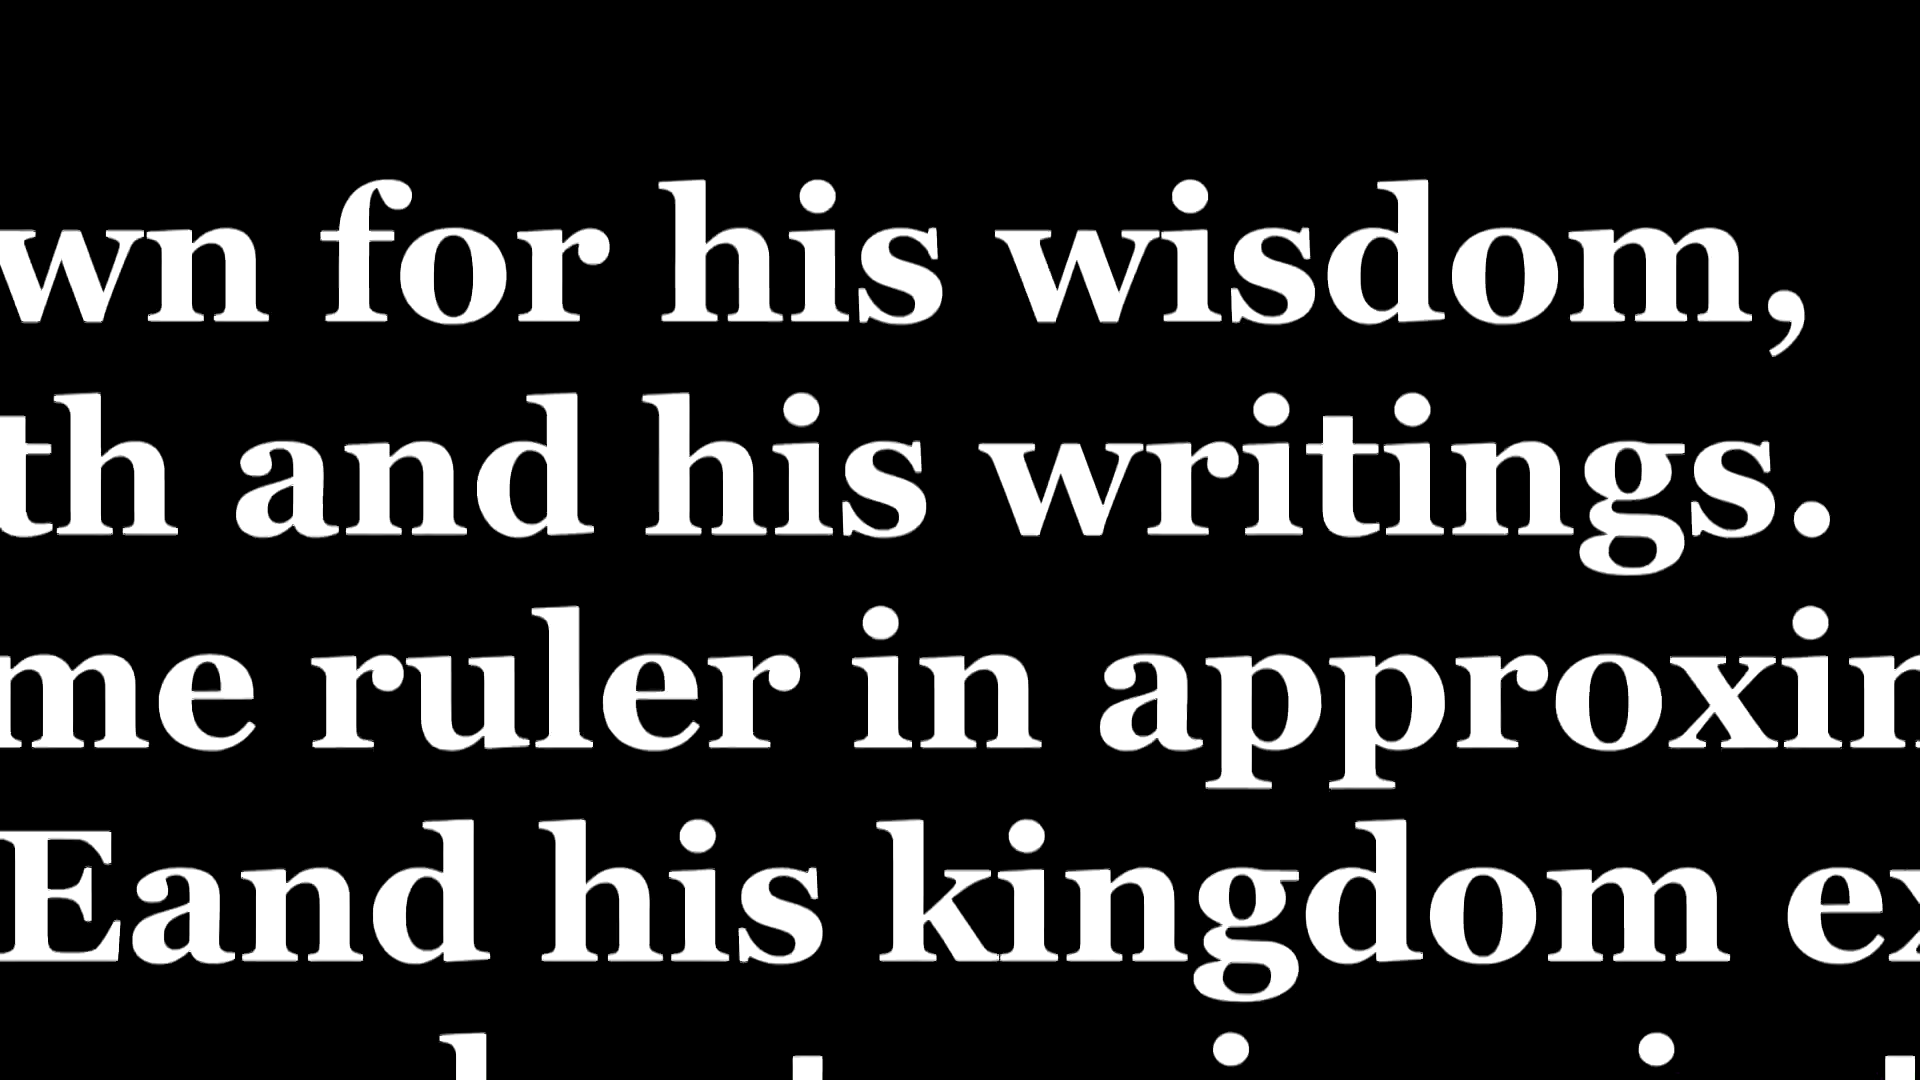 wn for his wisdom,
th and his writings.
me ruler in approxin
Eand his kingdom ex